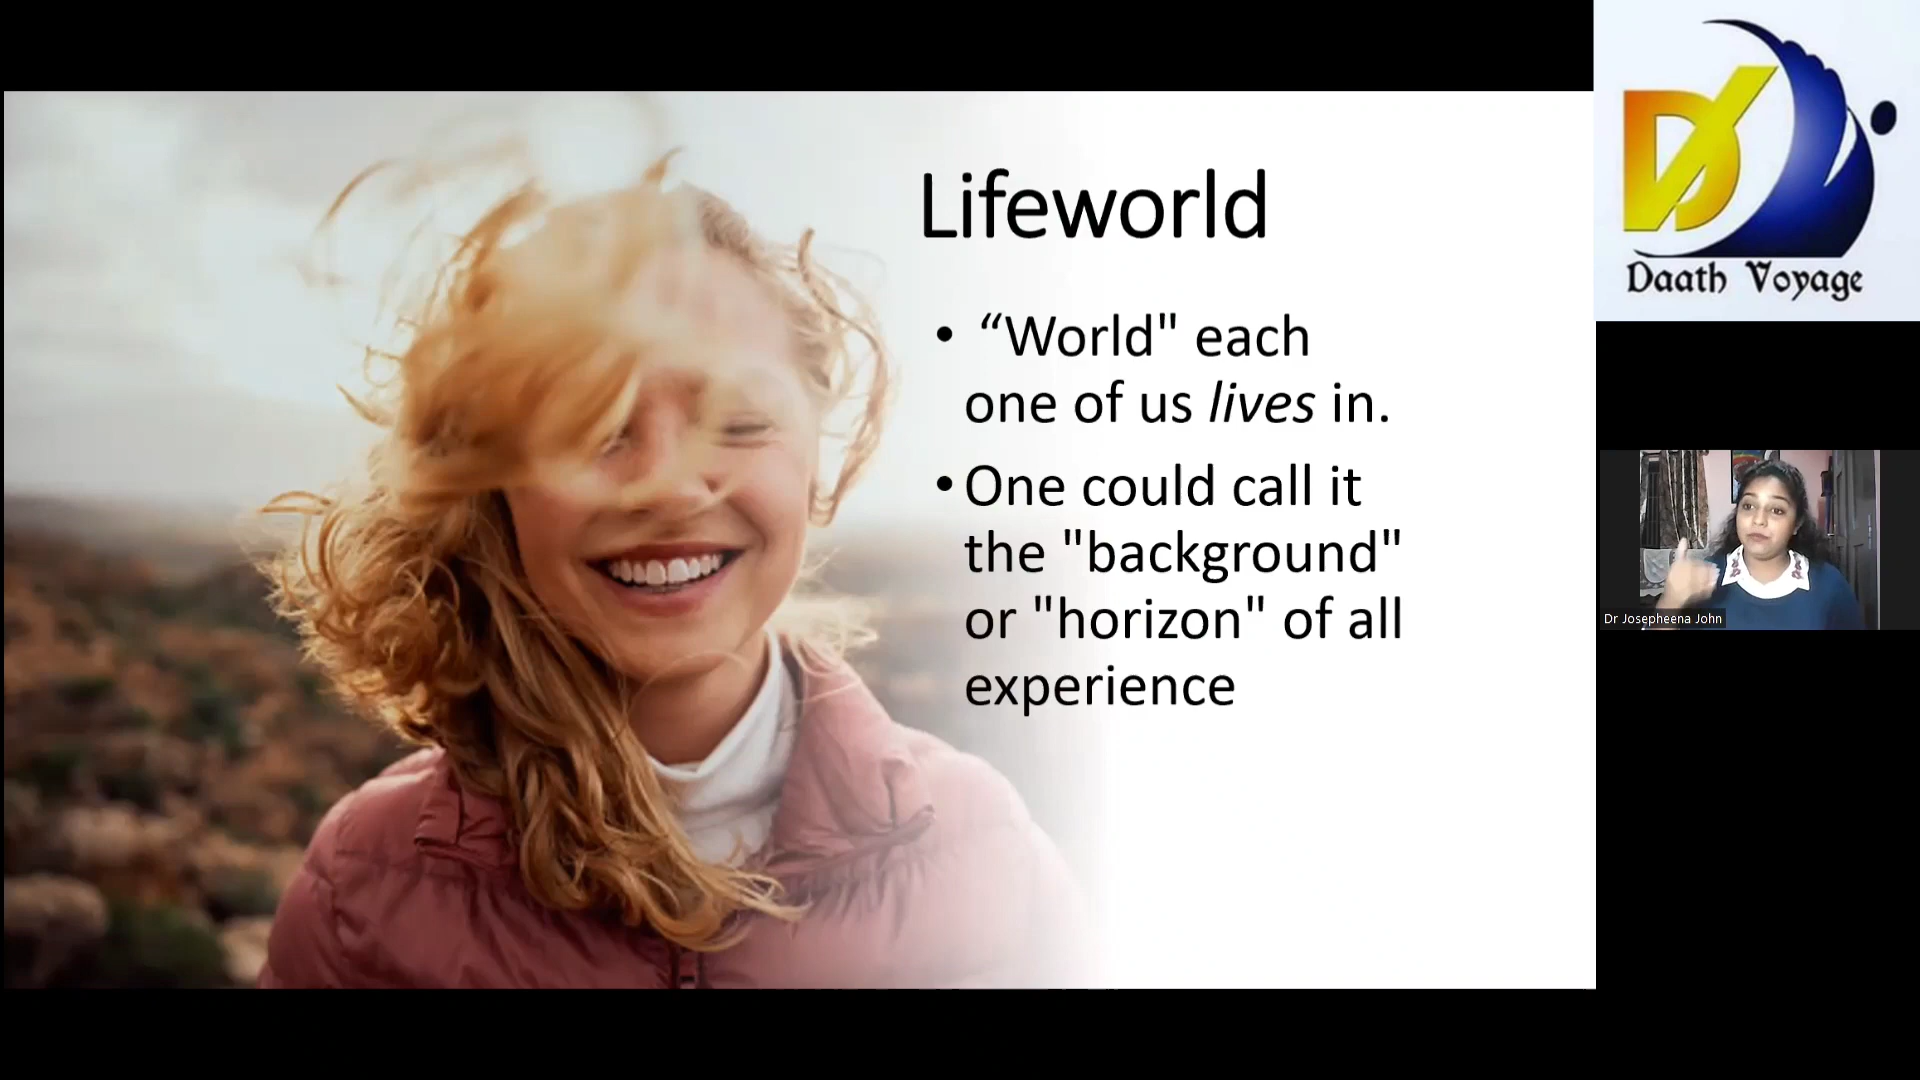 Lifeworld
• “World" each
one of us lives in.
• One could call it
the "background"
or "horizon" of all
experience
DV
Daath Voyage
Dr Josepheena John